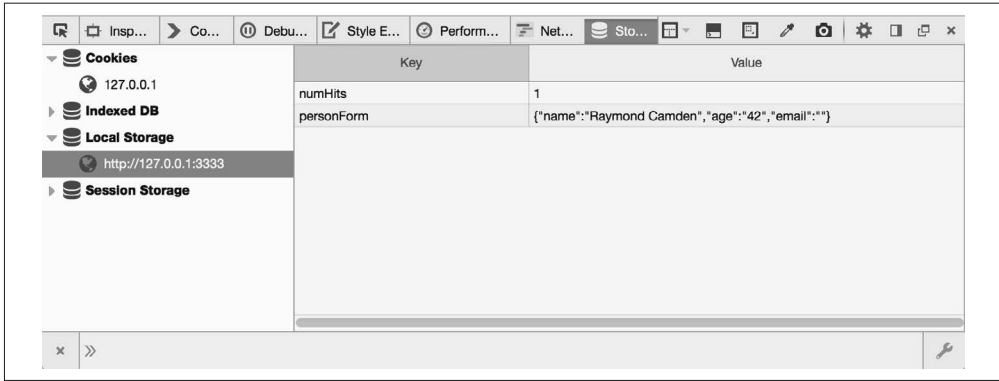 Insp... Co... Debu... Style E... Perform... Net... Sto...
Cookies
127.0.0.1
Indexed DB
Local Storage
http://127.0.0.1:3333
Session Storage
Key Value
numHits 1
personForm {"name":"Raymond Camden","age":"42","email":""}